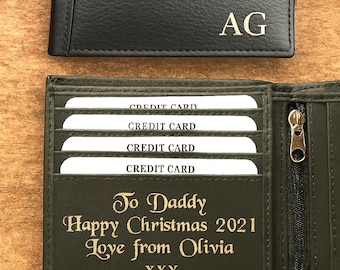 AG
CREDIT CARD
CREDIT CARD
CREDIT CARD
CREDIT CARD
To Daddy
Happy Christmas 2021
Love from Olivia
xxx